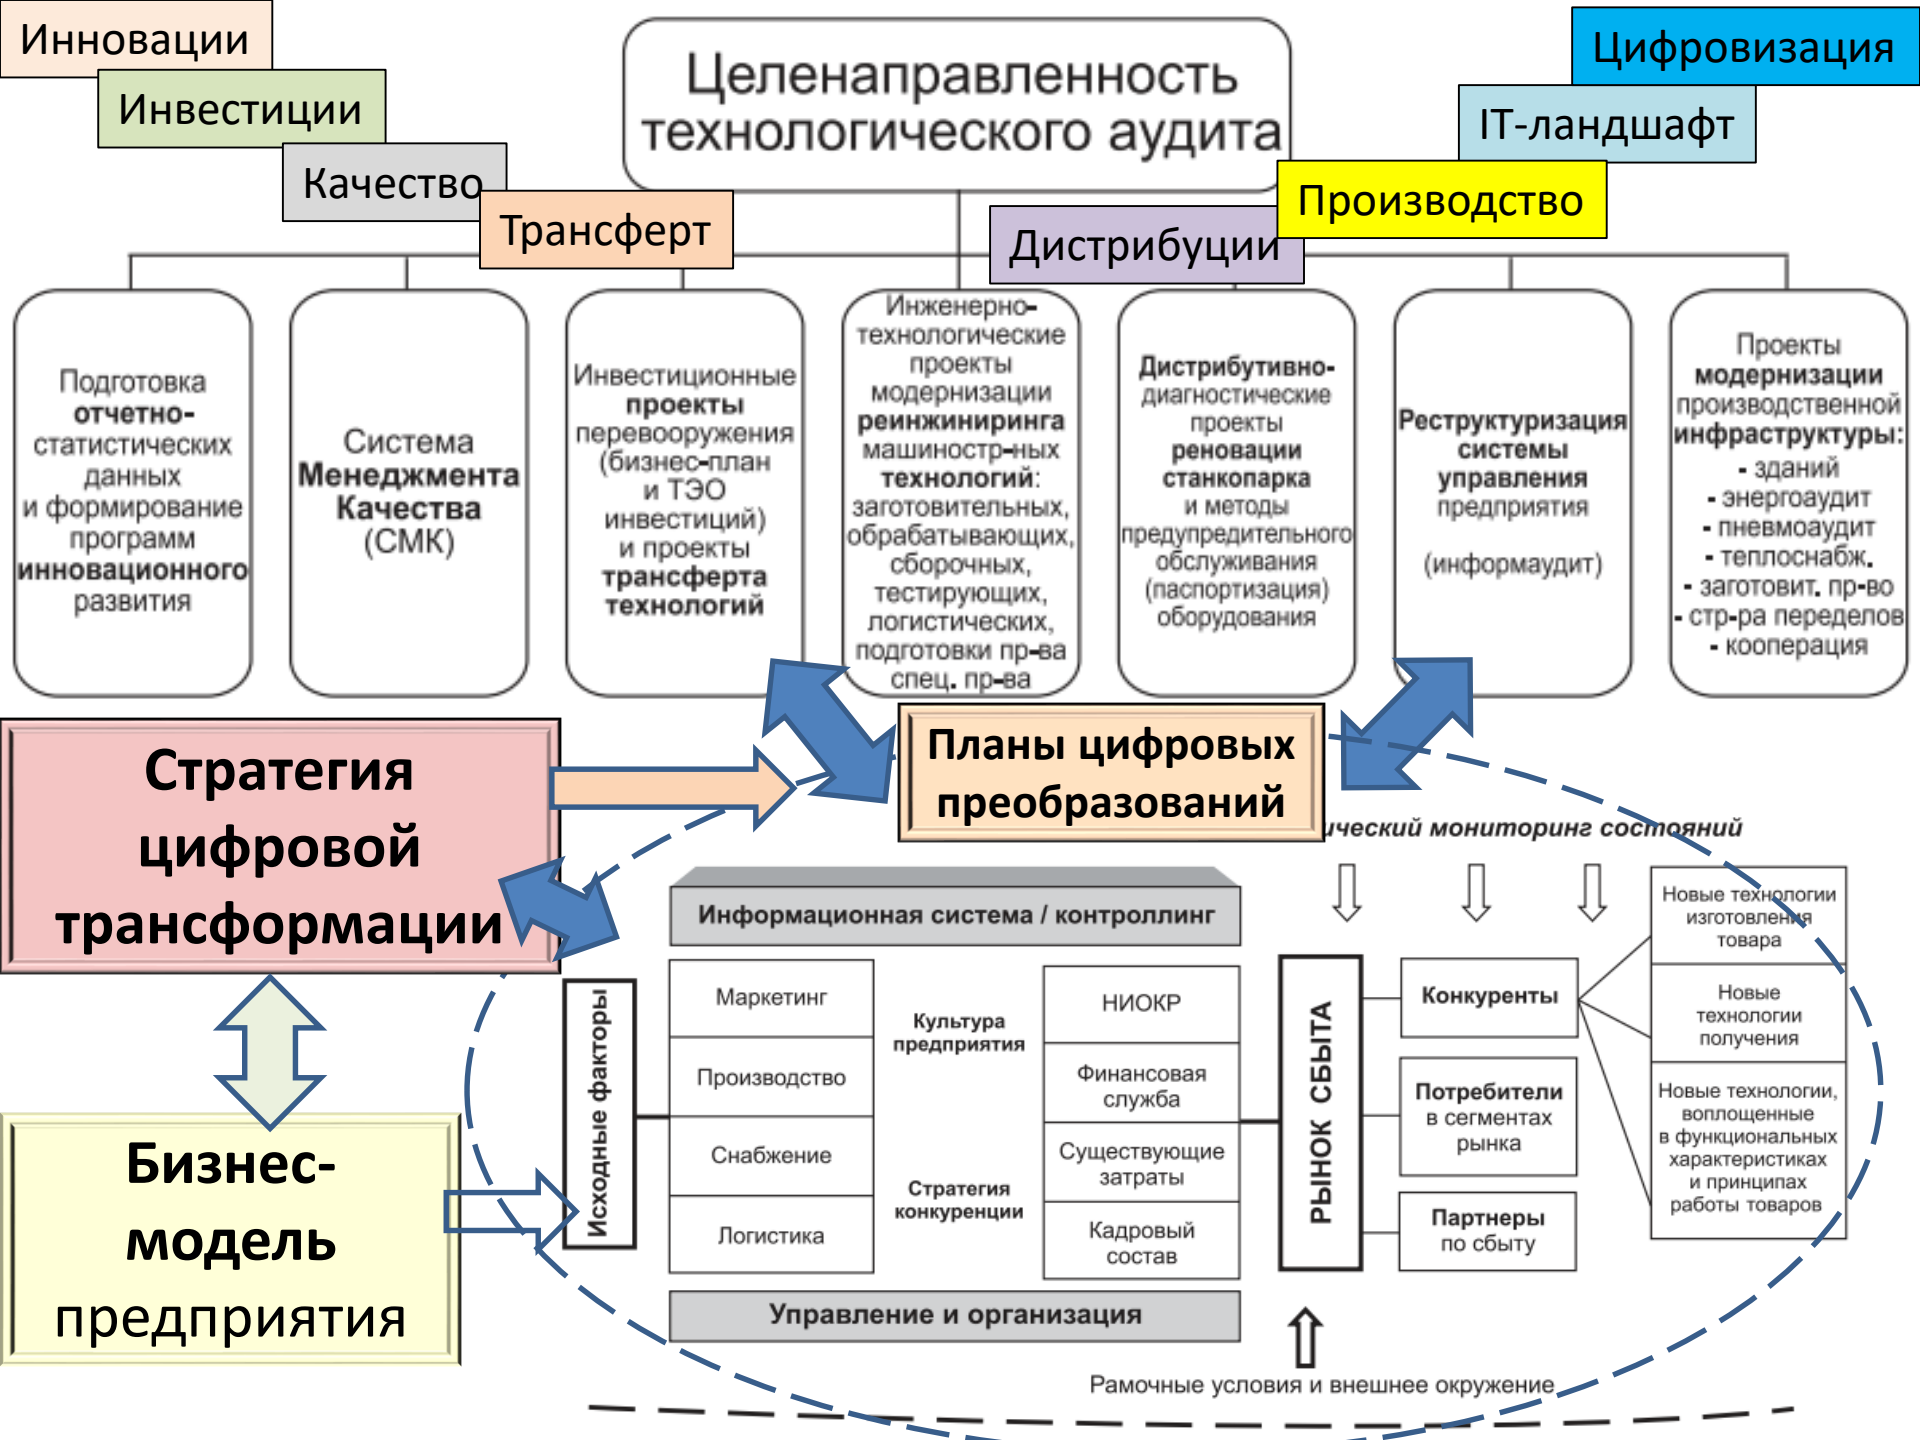 Инновации
Инвестиции
Качество
Трансферт
Целенаправленность
технологического аудита
Дистрибуции
Производство
IT-ландшафт
Цифровизация
Подготовка
отчетно-
статистических
данных
и формирование
программ
инновационного
развития
Система
Менеджмента
Качества
(СМК)
Инвестиционные
проекты
перевооружения
(бизнес-план
и ТЭО
инвестиций)
и проекты
трансферта
технологий
Инженерно-
технологические
проекты
модернизации
реинжиниринга
машиностр-ных
технологий:
заготовительных,
обрабатывающих,
сборочных,
тестирующих,
логистических,
подготовки пр-ва
спец. пр-ва
Дистрибутивно-
диагностические
проекты
реновации
станкопарка
и методы
предупредительного
обслуживания
(паспортизация)
оборудования
Реструктуризация
системы
управления
предприятия
(информаудит)
Проекты
модернизации
производственной
инфраструктуры:
- зданий
- энергоаудит
- пневмоаудит
- теплоснабж.
- заготовит. пр-во
- стр-ра переделов
- кооперация
Стратегия
цифровой
трансформации
Планы цифровых
преобразований
ический мониторинг состояний
Бизнес-
модель
предприятия
Исходные факторы
Информационная система / контроллинг
Маркетинг
Производство
Снабжение
Логистика
Культура
предприятия
Стратегия
конкуренции
НИОКР
Финансовая
служба
Существующие
затраты
Кадровый
состав
Управление и организация
РЫНОК СБЫТА
Конкуренты
Потребители
в сегментах
рынка
Партнеры
по сбыту
Новые технологии
изготовления
товара
Новые
технологии
получения
Новые технологии,
воплощенные
в функциональных
характеристиках
и принципах
работы товаров
Рамочные условия и внешнее окружение